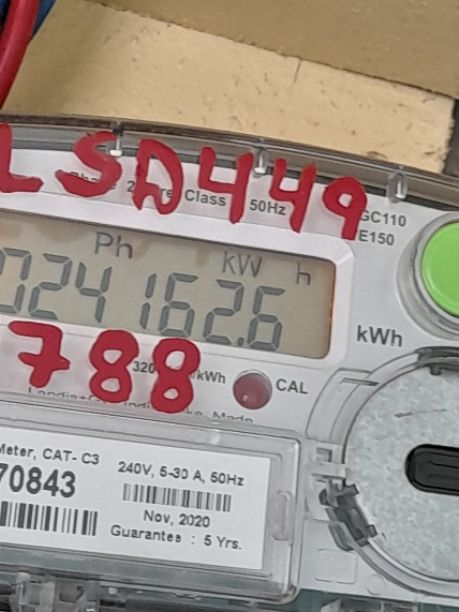 LSD449
Class 50Hz
GC110
E150
Ph kW h
024162.6
kWh
788
320 kWh
CAL
Meter, CAT- C3
70843
240V, 5-30 A, 50Hz
Nov, 2020
Guarantee : 5 Yrs.